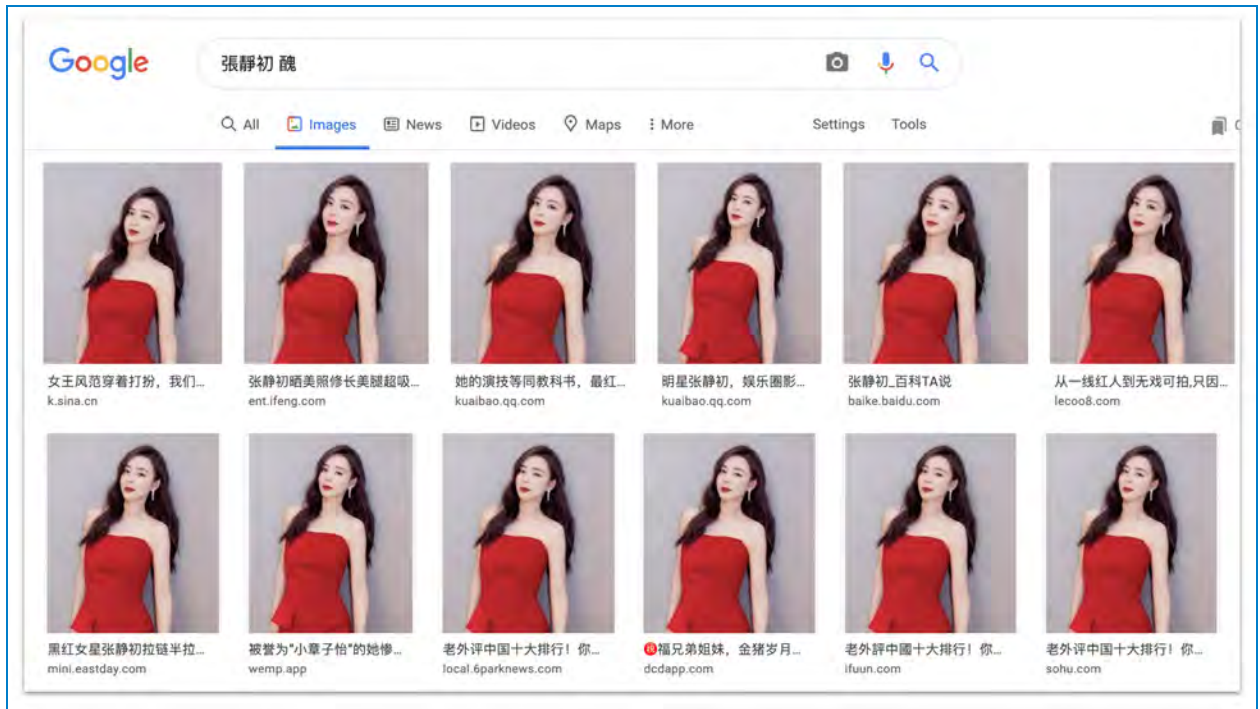 Google
張靜初 醜
All Images News Videos Maps More Settings Tools
女王风范穿着打扮，我们... 张静初晒美照修长美腿超吸... 她的演技等同教科书，最红... 明星张静初，娱乐圈影... 张静初_百科TA说 从一线红人到无戏可拍,只因...
k.sina.cn ent.ifeng.com kuaibao.qq.com kuaibao.qq.com baike.baidu.com lecoo8.com
黑红女星张静初拉链半拉... 被誉为"小章子怡"的她惨... 老外评中国十大排行！你... 祝福兄弟姐妹，金猪岁月... 老外評中國十大排行！你... 老外评中国十大排行！你...
mini.eastday.com wemp.app local.6parknews.com dcdapp.com ifuun.com sohu.com